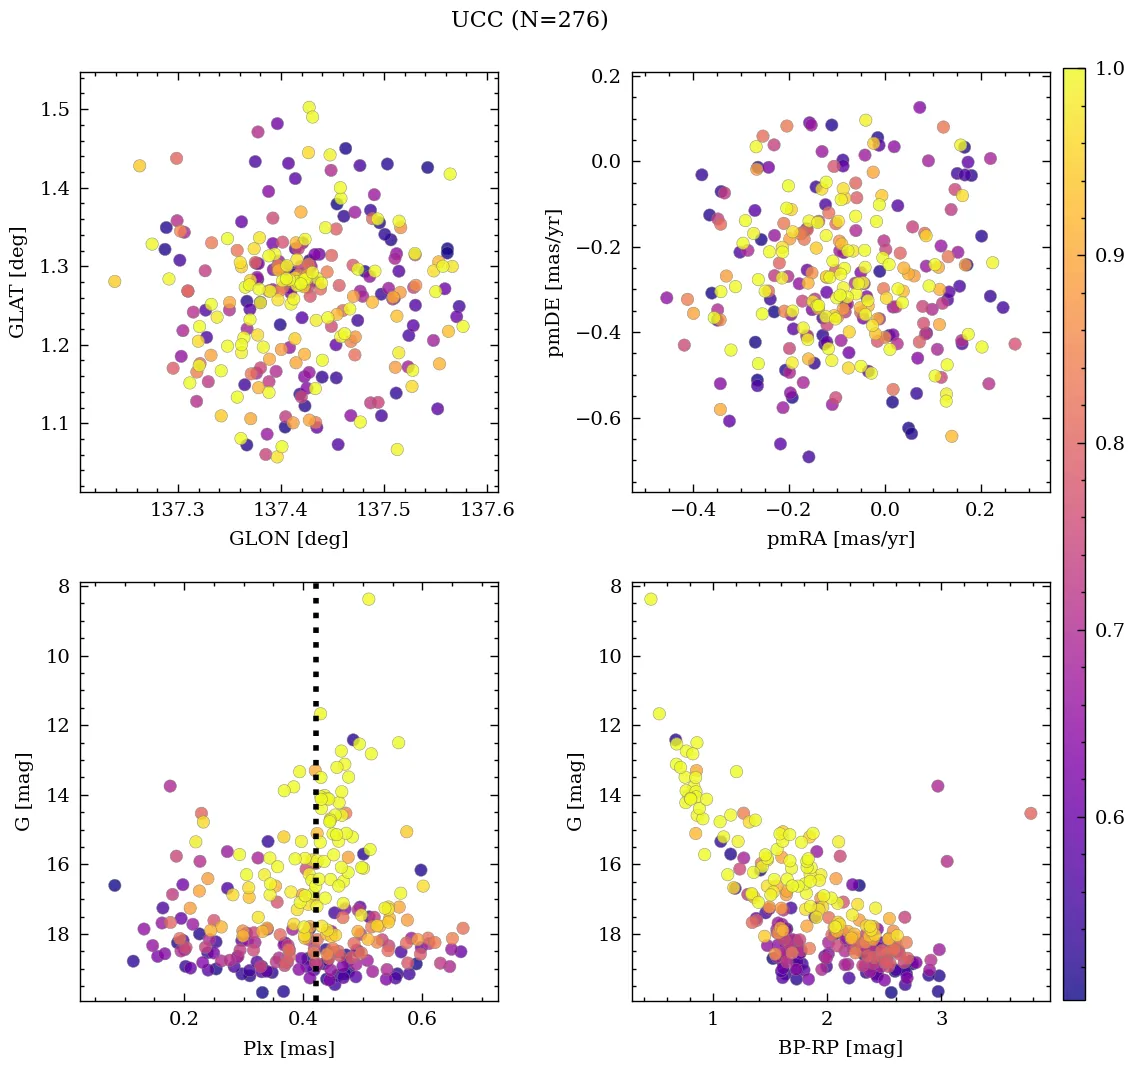 UCC (N=276)
1.5
1.4
1.3
1.2
1.1
GLAT [deg]
137.3 137.4 137.5 137.6
GLON [deg]
0.2
0.0
−0.2
−0.4
−0.6
pmDE [mas/yr]
−0.4 −0.2 0.0 0.2
pmRA [mas/yr]
8
10
12
14
16
18
G [mag]
0.2 0.4 0.6
Plx [mas]
8
10
12
14
16
18
G [mag]
1 2 3
BP-RP [mag]
1.0
0.9
0.8
0.7
0.6